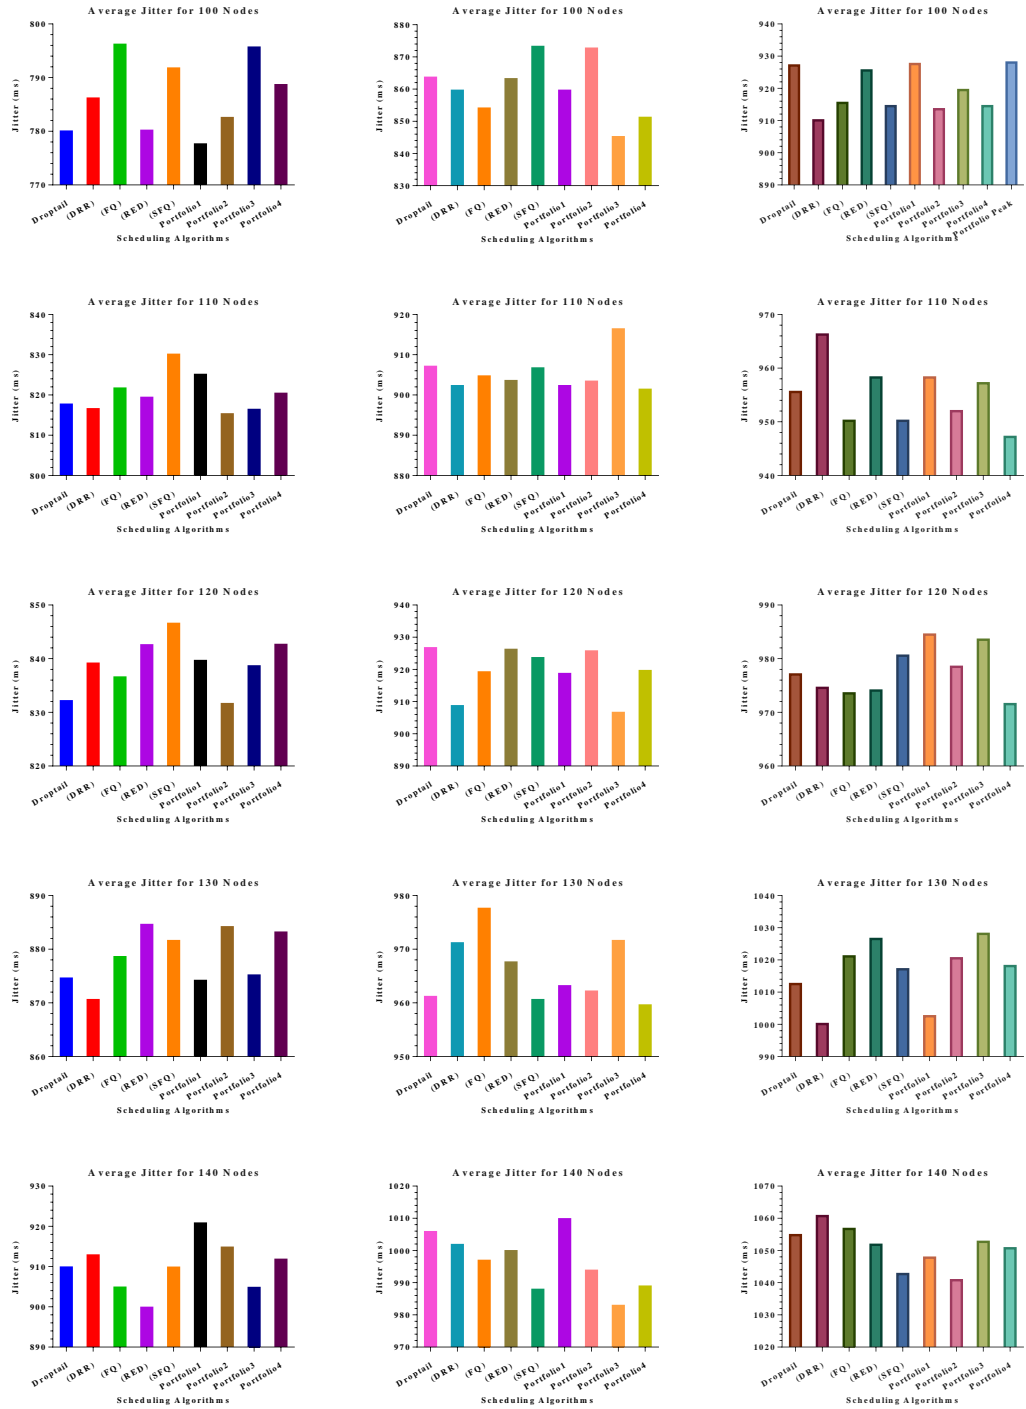 Average Jitter for 100 Nodes
800
790
780
770
Jitter (ms)
Droptail
(DRR)
(FQ)
(RED)
(SFQ)
Portfolio1
Portfolio2
Portfolio3
Portfolio4
Scheduling Algorithms
Average Jitter for 100 Nodes
880
870
860
850
840
830
Jitter (ms)
Droptail
(DRR)
(FQ)
(RED)
(SFQ)
Portfolio1
Portfolio2
Portfolio3
Portfolio4
Scheduling Algorithms
Average Jitter for 100 Nodes
940
930
920
910
900
890
Jitter (ms)
Droptail
(DRR)
(FQ)
(RED)
(SFQ)
Portfolio1
Portfolio2
Portfolio3
Portfolio4
Portfolio Peak
Scheduling Algorithms
Average Jitter for 110 Nodes
840
830
820
810
800
Jitter (ms)
Droptail
(DRR)
(FQ)
(RED)
(SFQ)
Portfolio1
Portfolio2
Portfolio3
Portfolio4
Scheduling Algorithms
Average Jitter for 110 Nodes
920
910
900
890
880
Jitter (ms)
Droptail
(DRR)
(FQ)
(RED)
(SFQ)
Portfolio1
Portfolio2
Portfolio3
Portfolio4
Scheduling Algorithms
Average Jitter for 110 Nodes
970
960
950
940
Jitter (ms)
Droptail
(DRR)
(FQ)
(RED)
(SFQ)
Portfolio1
Portfolio2
Portfolio3
Portfolio4
Scheduling Algorithms
Average Jitter for 120 Nodes
850
840
830
820
Jitter (ms)
Droptail
(DRR)
(FQ)
(RED)
(SFQ)
Portfolio1
Portfolio2
Portfolio3
Portfolio4
Scheduling Algorithms
Average Jitter for 120 Nodes
940
930
920
910
900
890
Jitter (ms)
Droptail
(DRR)
(FQ)
(RED)
(SFQ)
Portfolio1
Portfolio2
Portfolio3
Portfolio4
Scheduling Algorithms
Average Jitter for 120 Nodes
990
980
970
960
Jitter (ms)
Droptail
(DRR)
(FQ)
(RED)
(SFQ)
Portfolio1
Portfolio2
Portfolio3
Portfolio4
Scheduling Algorithms
Average Jitter for 130 Nodes
890
880
870
860
Jitter (ms)
Droptail
(DRR)
(FQ)
(RED)
(SFQ)
Portfolio1
Portfolio2
Portfolio3
Portfolio4
Scheduling Algorithms
Average Jitter for 130 Nodes
980
970
960
950
Jitter (ms)
Droptail
(DRR)
(FQ)
(RED)
(SFQ)
Portfolio1
Portfolio2
Portfolio3
Portfolio4
Scheduling Algorithms
Average Jitter for 130 Nodes
1040
1030
1020
1010
1000
990
Jitter (ms)
Droptail
(DRR)
(FQ)
(RED)
(SFQ)
Portfolio1
Portfolio2
Portfolio3
Portfolio4
Scheduling Algorithms
Average Jitter for 140 Nodes
930
920
910
900
890
Jitter (ms)
Droptail
(DRR)
(FQ)
(RED)
(SFQ)
Portfolio1
Portfolio2
Portfolio3
Portfolio4
Scheduling Algorithms
Average Jitter for 140 Nodes
1020
1010
1000
990
980
970
Jitter (ms)
Droptail
(DRR)
(FQ)
(RED)
(SFQ)
Portfolio1
Portfolio2
Portfolio3
Portfolio4
Scheduling Algorithms
Average Jitter for 140 Nodes
1070
1060
1050
1040
1030
1020
Jitter (ms)
Droptail
(DRR)
(FQ)
(RED)
(SFQ)
Portfolio1
Portfolio2
Portfolio3
Portfolio4
Scheduling Algorithms